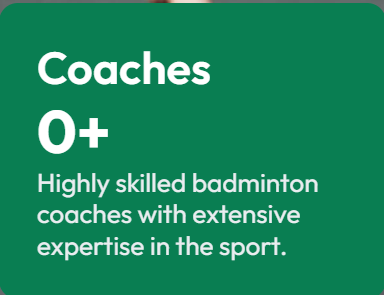 Coaches
0+
Highly skilled badminton
coaches with extensive
expertise in the sport.